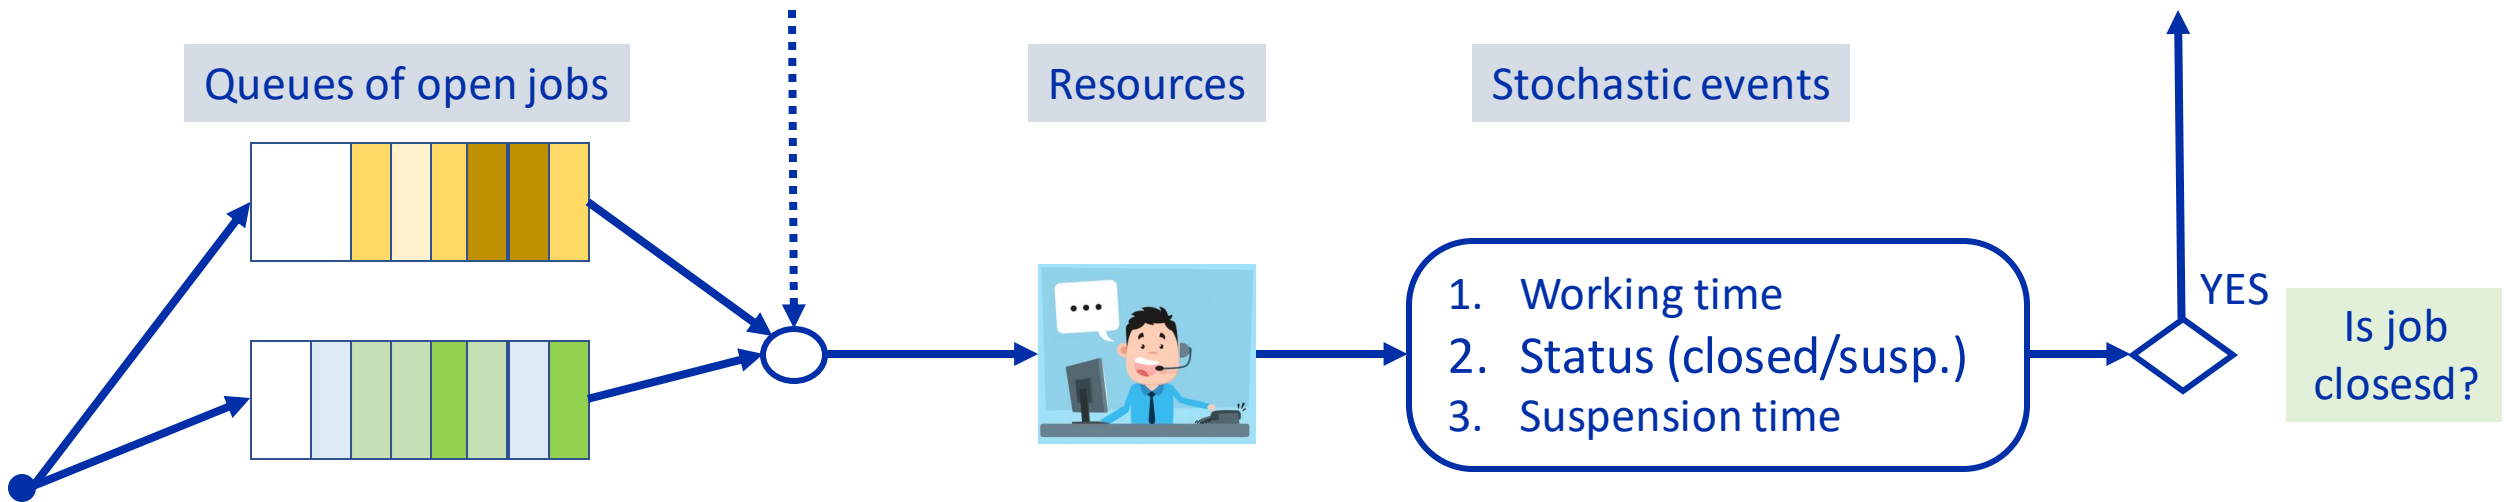 Queues of open jobs
Resources
Stochastic events
1. Working time
2. Status (closed/susp.)
3. Suspension time
YES
Is job
closesd?